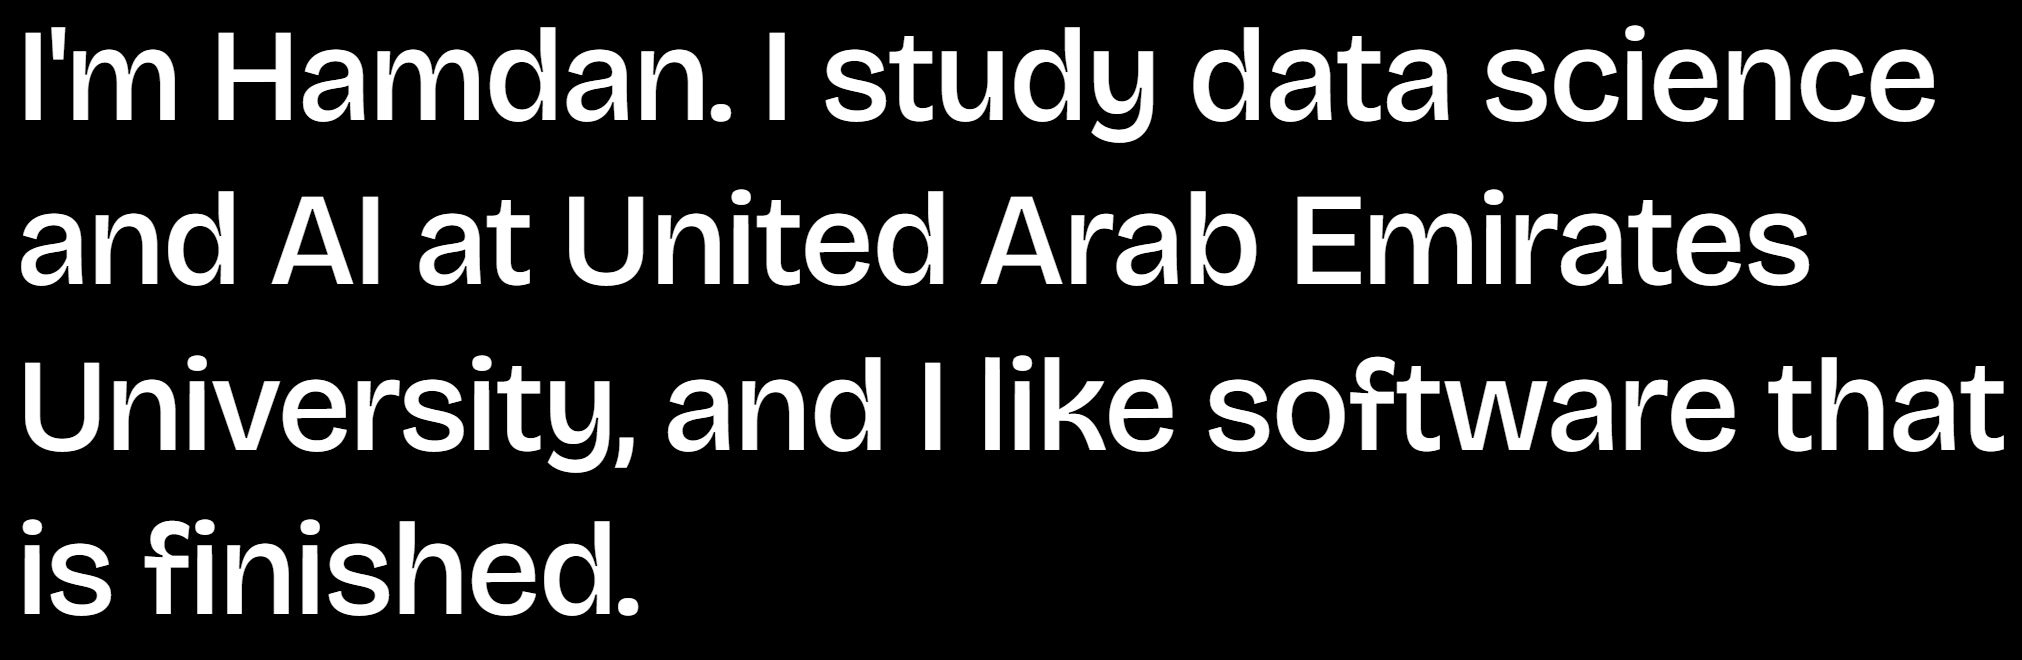 I'm Hamdan. I study data science
and AI at United Arab Emirates
University, and I like software that
is finished.